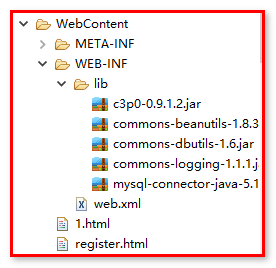 WebContent
META-INF
WEB-INF
lib
c3p0-0.9.1.2.jar
commons-beanutils-1.8.3
commons-dbutils-1.6.jar
commons-logging-1.1.1.j
mysql-connector-java-5.1
web.xml
1.html
register.html